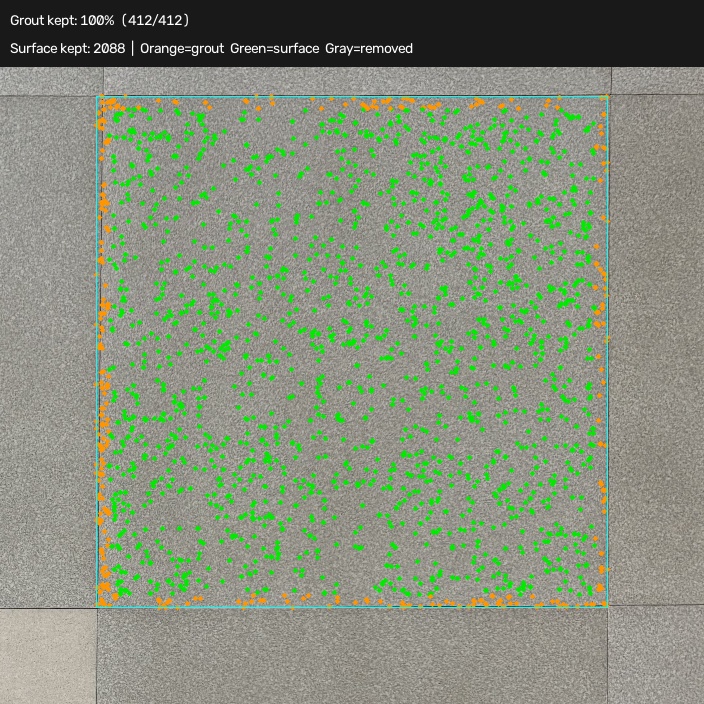 Grout kept: 100% (412/412)
Surface kept: 2088 | Orange=grout Green=surface Gray=removed